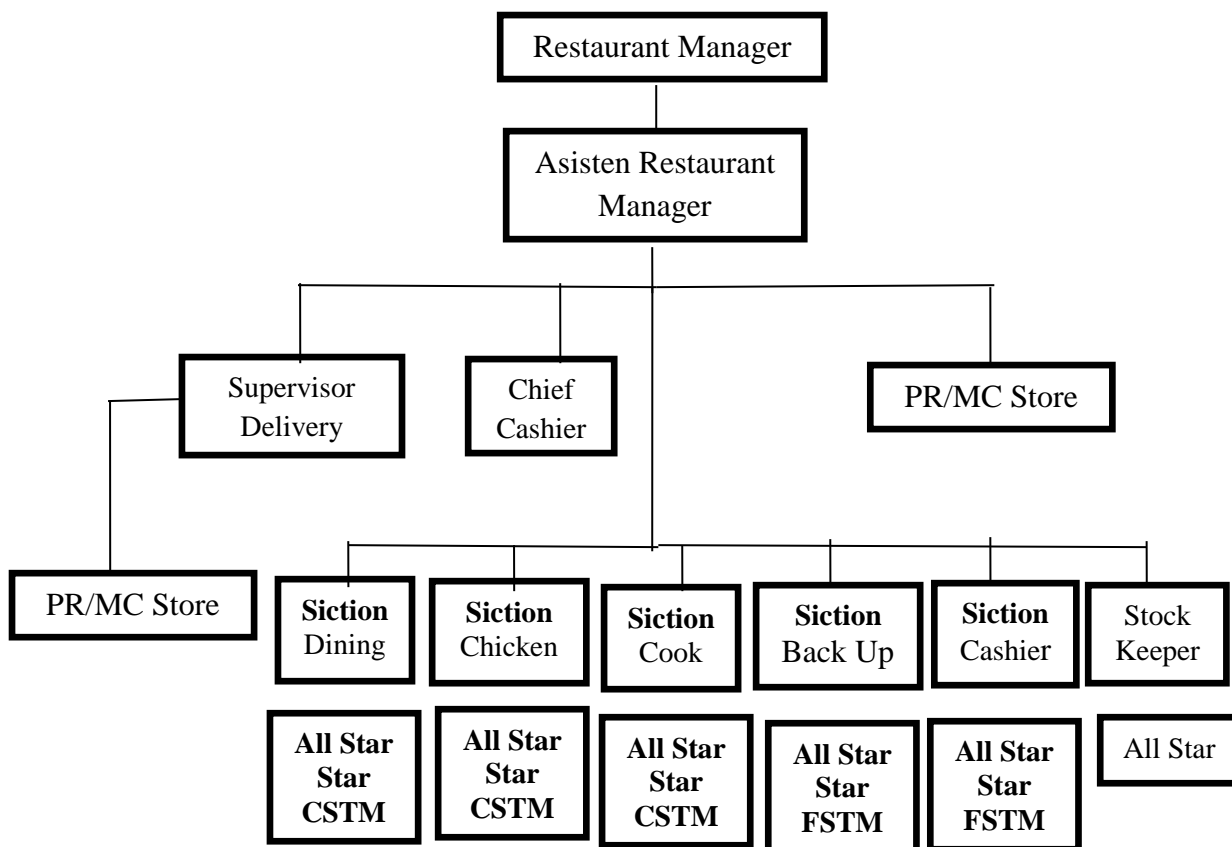 Restaurant Manager
Asisten Restaurant
Manager
Supervisor
Delivery
Chief
Cashier
PR/MC Store
PR/MC Store
Siction
Dining
Siction
Chicken
Siction
Cook
Siction
Back Up
Siction
Cashier
Stock
Keeper
All Star
Star
CSTM
All Star
Star
CSTM
All Star
Star
CSTM
All Star
Star
FSTM
All Star
Star
FSTM
All Star